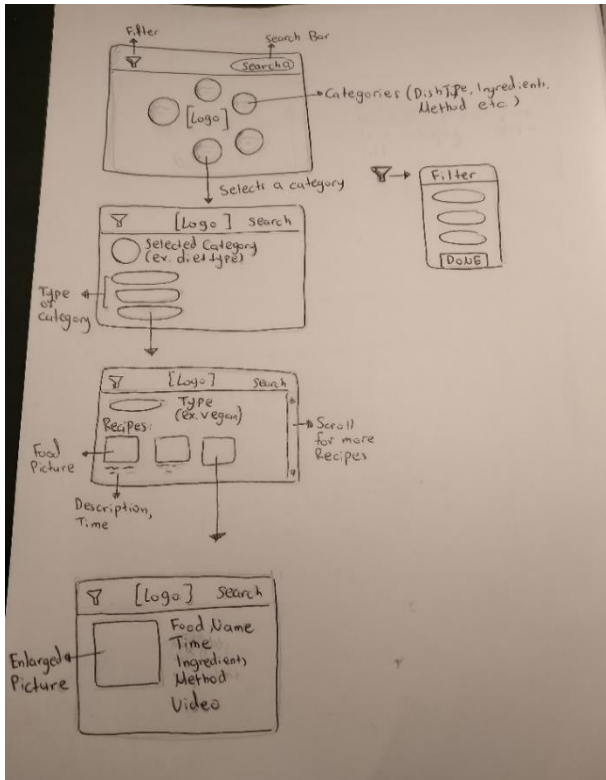 Filter
Search Bar
Search
[Logo]
Categories (Dish Type, Ingredients,
Method etc)
Selects a category
Filter
DONE
[Logo] Search
Selected Category
(ex. diet type)
Type
of
Category
[Logo] Search
Type
(ex. vegan)
Recipes:
Food
Picture
Scroll
for more
Recipes
Description,
Time
[Logo] Search
Food Name
Time
Ingredients
Method
Video
Enlarged
Picture